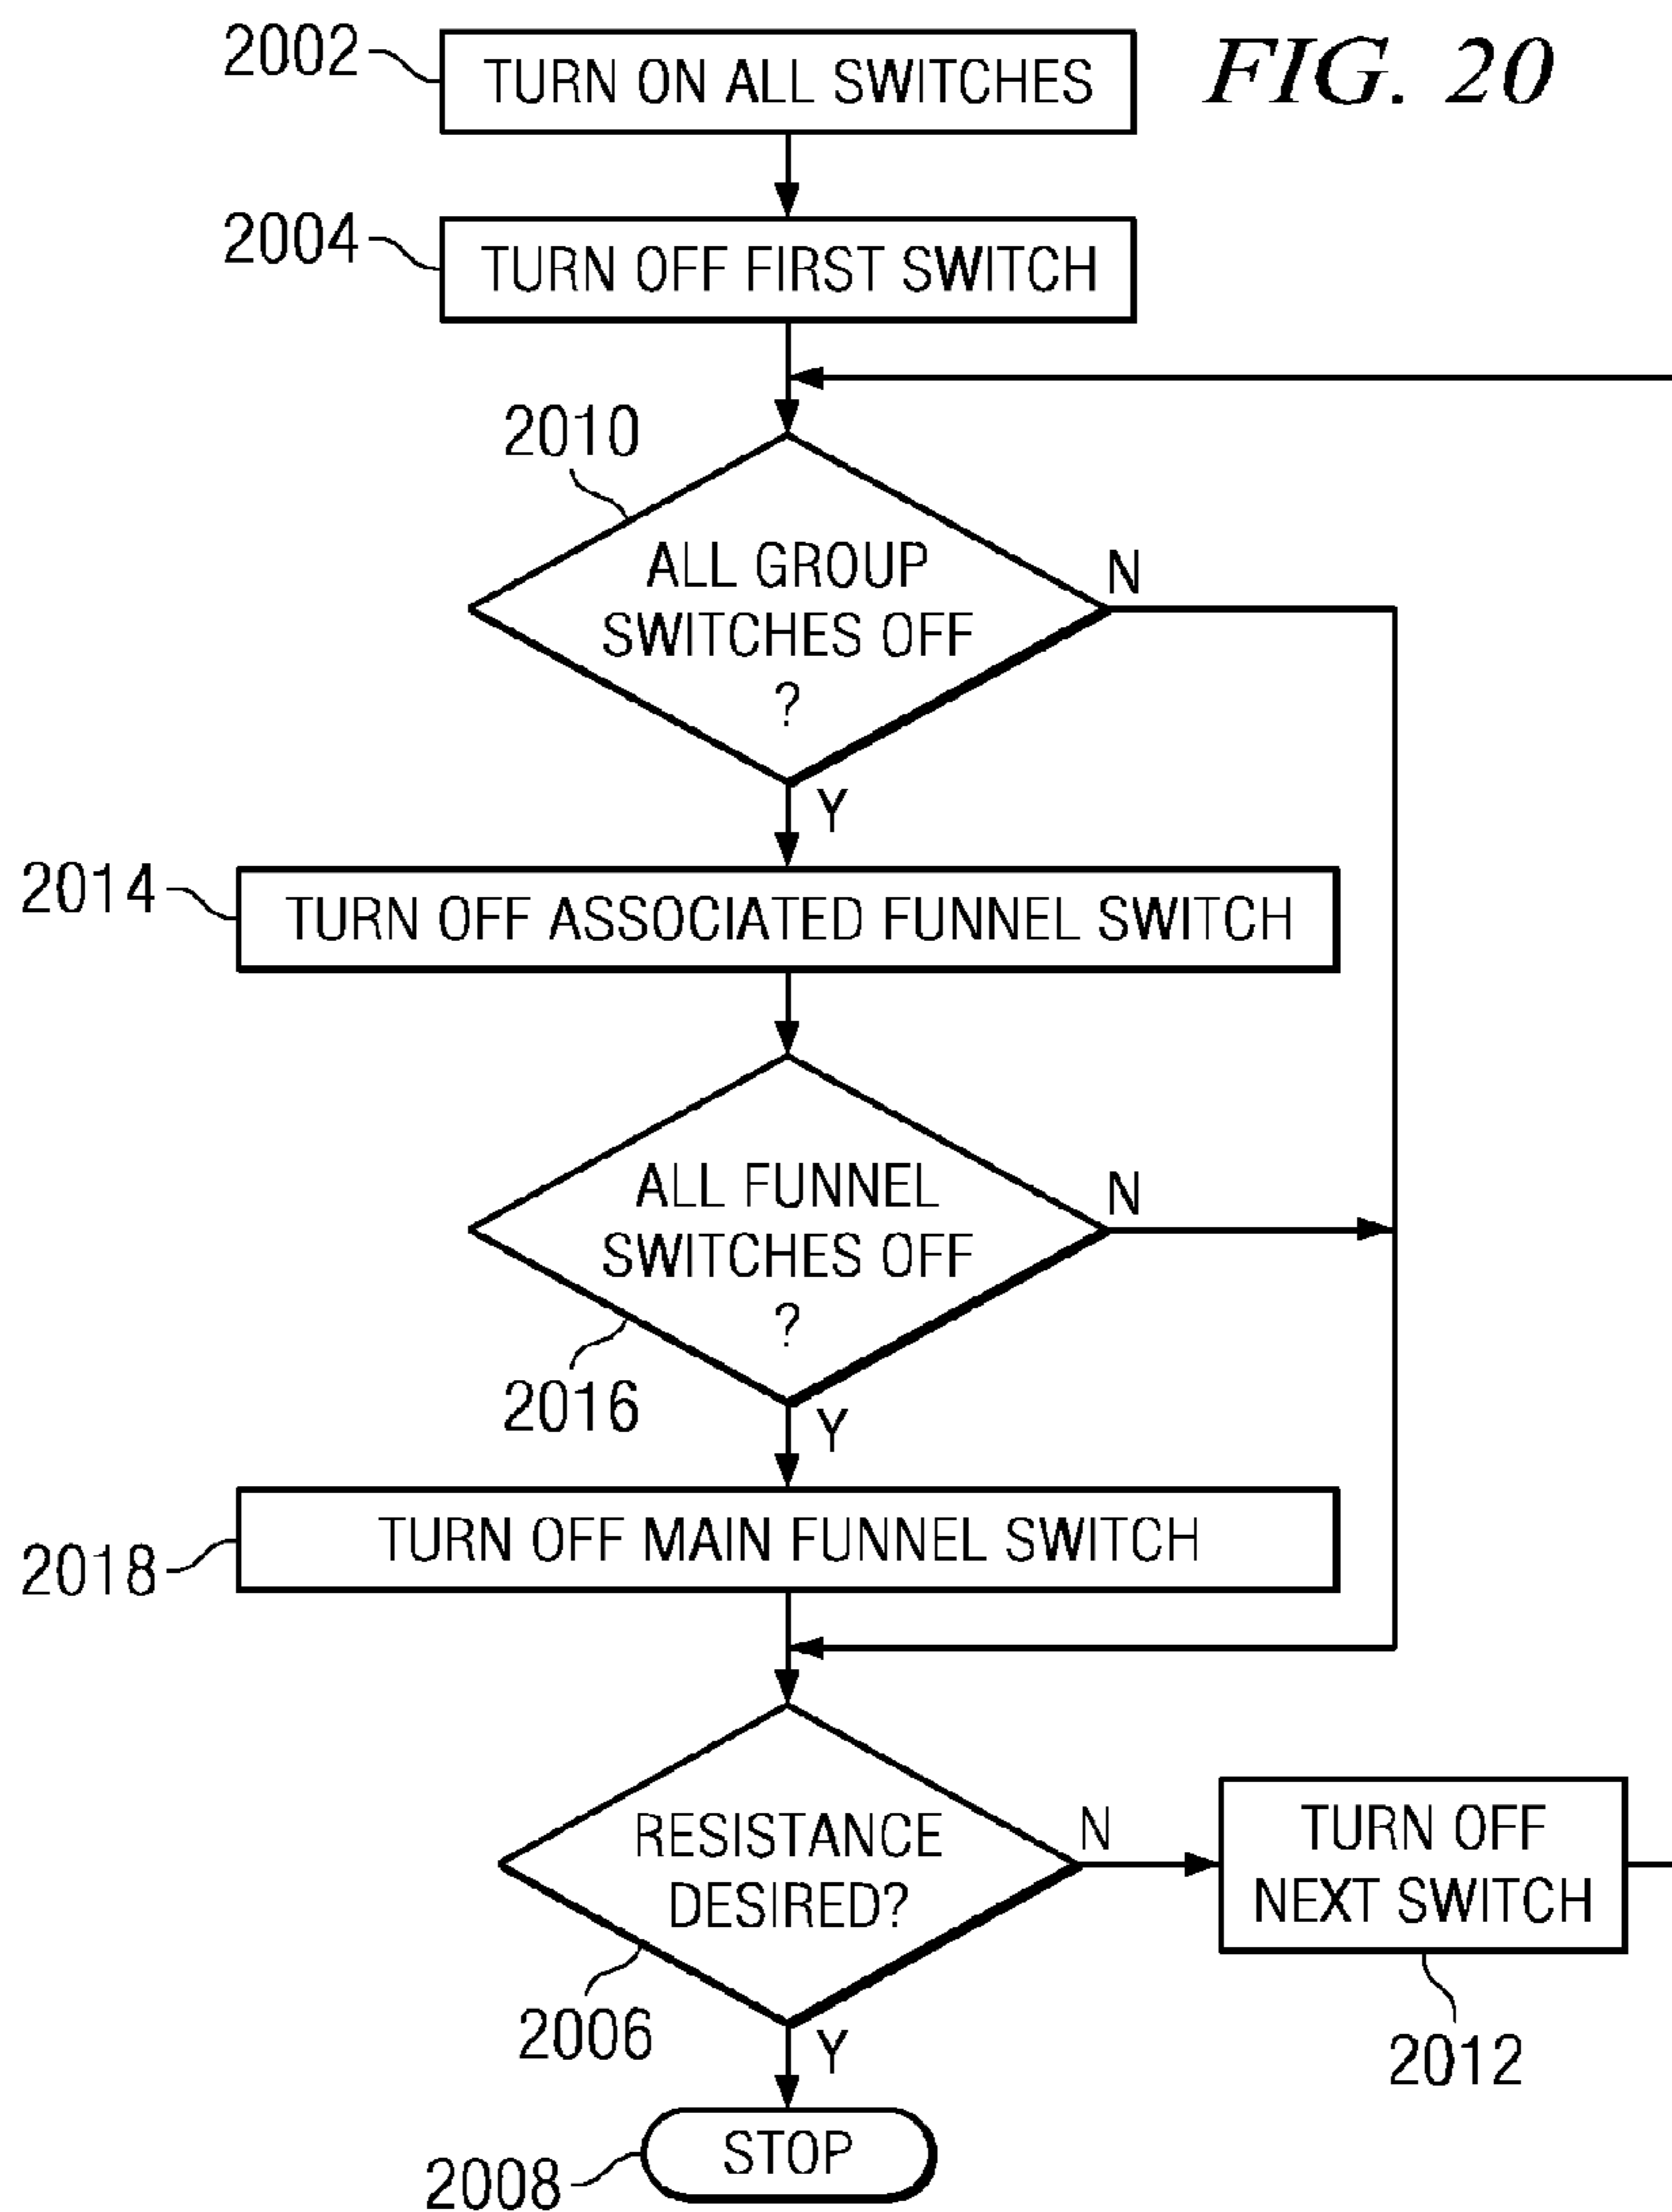 FIG. 20
2002
TURN ON ALL SWITCHES
2004
TURN OFF FIRST SWITCH
2010
ALL GROUP
SWITCHES OFF
?
N
Y
2014
TURN OFF ASSOCIATED FUNNEL SWITCH
ALL FUNNEL
SWITCHES OFF
?
N
2016
Y
2018
TURN OFF MAIN FUNNEL SWITCH
RESISTANCE
DESIRED?
N
TURN OFF
NEXT SWITCH
2006
2012
Y
2008
STOP